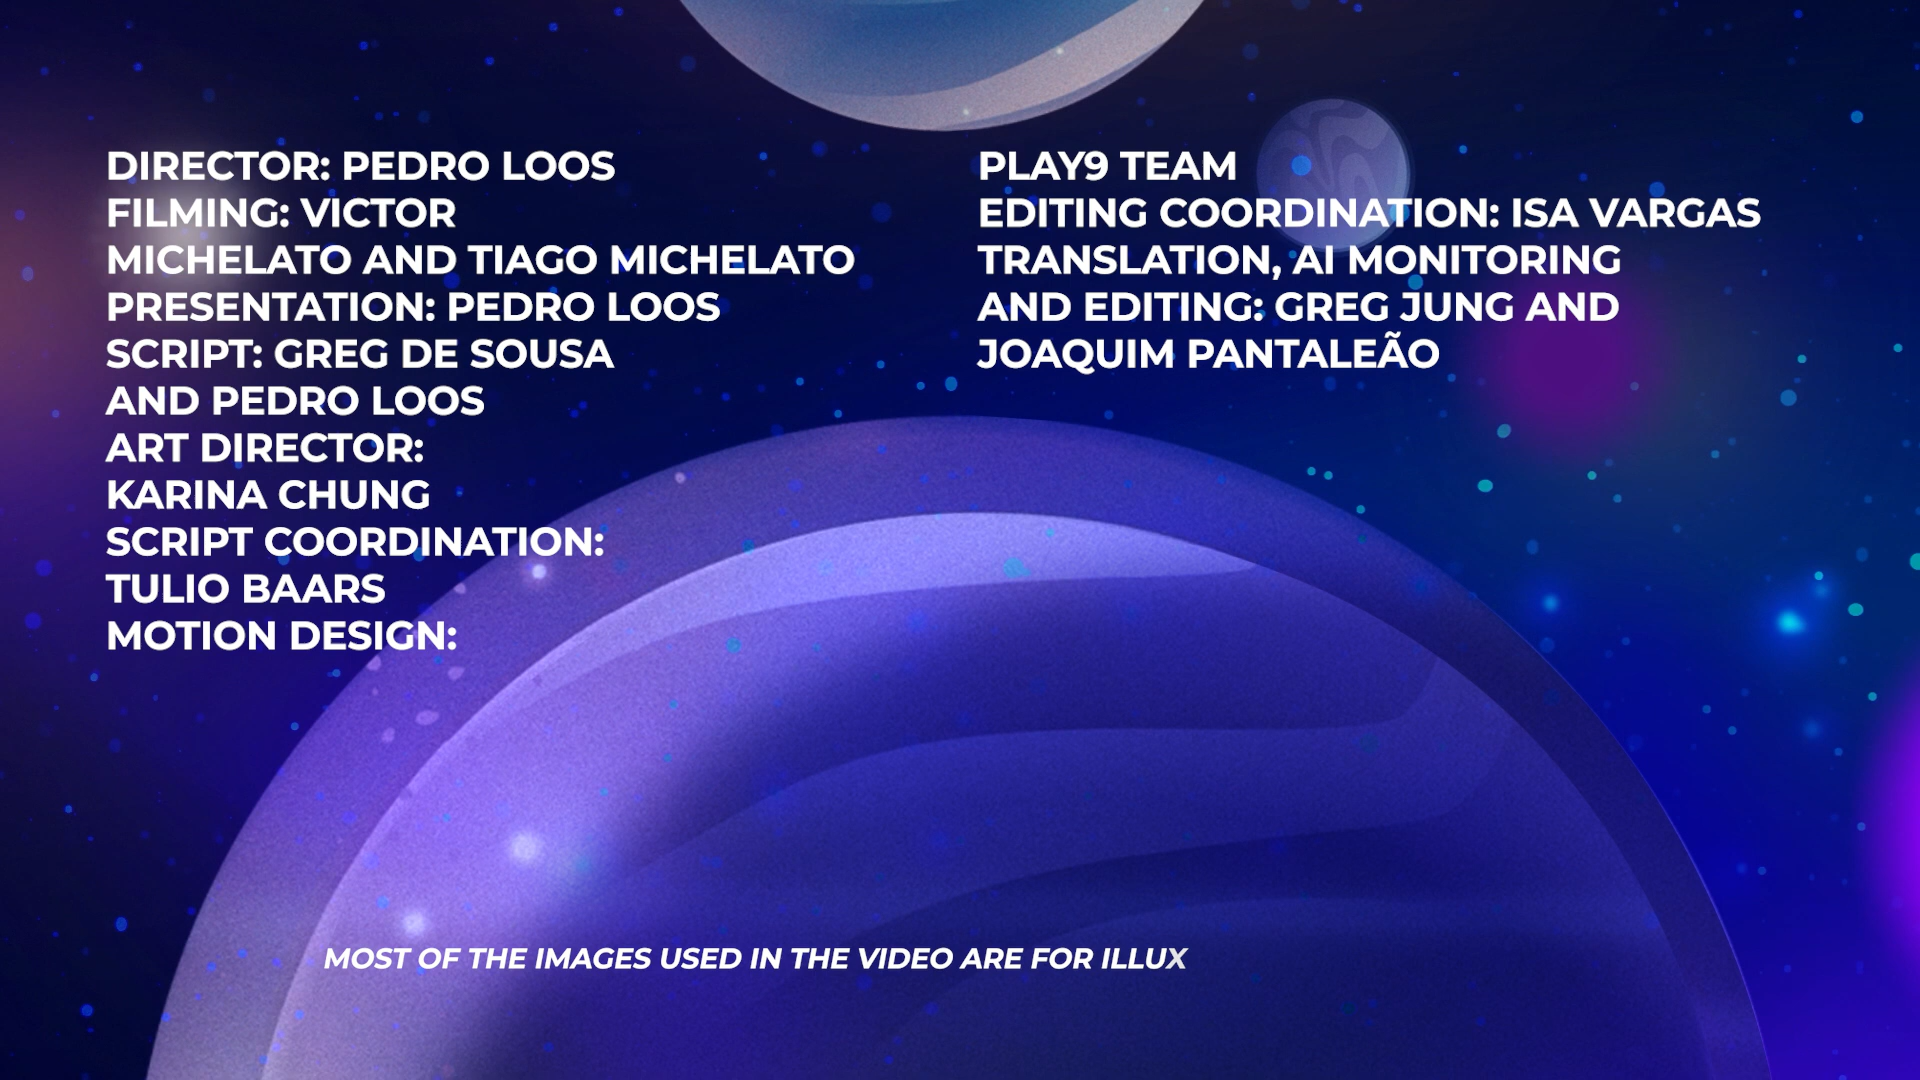 DIRECTOR: PEDRO LOOS
FILMING: VICTOR
MICHELATO AND TIAGO MICHELATO
PRESENTATION: PEDRO LOOS
SCRIPT: GREG DE SOUSA
AND PEDRO LOOS
ART DIRECTOR:
KARINA CHUNG
SCRIPT COORDINATION:
TULIO BAARS
MOTION DESIGN:
PLAY9 TEAM
EDITING COORDINATION: ISA VARGAS
TRANSLATION, AI MONITORING
AND EDITING: GREG JUNG AND
JOAQUIM PANTALEÃO
MOST OF THE IMAGES USED IN THE VIDEO ARE FOR ILLUX